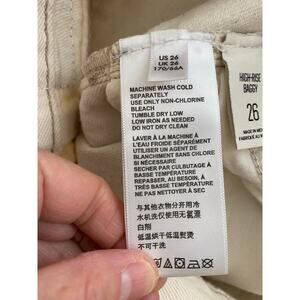 US 26
UK 26
170/66A
MACHINE WASH COLD
SEPARATELY
USE ONLY NON-CHLORINE
BLEACH
TUMBLE DRY LOW
LOW IRON AS NEEDED
DO NOT DRY CLEAN
LAVER À LA MACHINE À
L'EAU FROIDE SÉPARÉMENT
UTILISER UN AGENT DE
BLANCHIMENT SANS CHLORE
SI NÉCESSAIRE
SÉCHER PAR CULBUTAGE À
BASSE TEMPÉRATURE
REPASSER, AU BESOIN, À
BASSE TEMPÉRATURE
NE PAS NETTOYER À SEC
与其他衣物分开用冷
水机洗仅使用无氯漂
白剂
低温烘干低温熨烫
不可干洗
HIGH-RISE
BAGGY
26
MADE IN